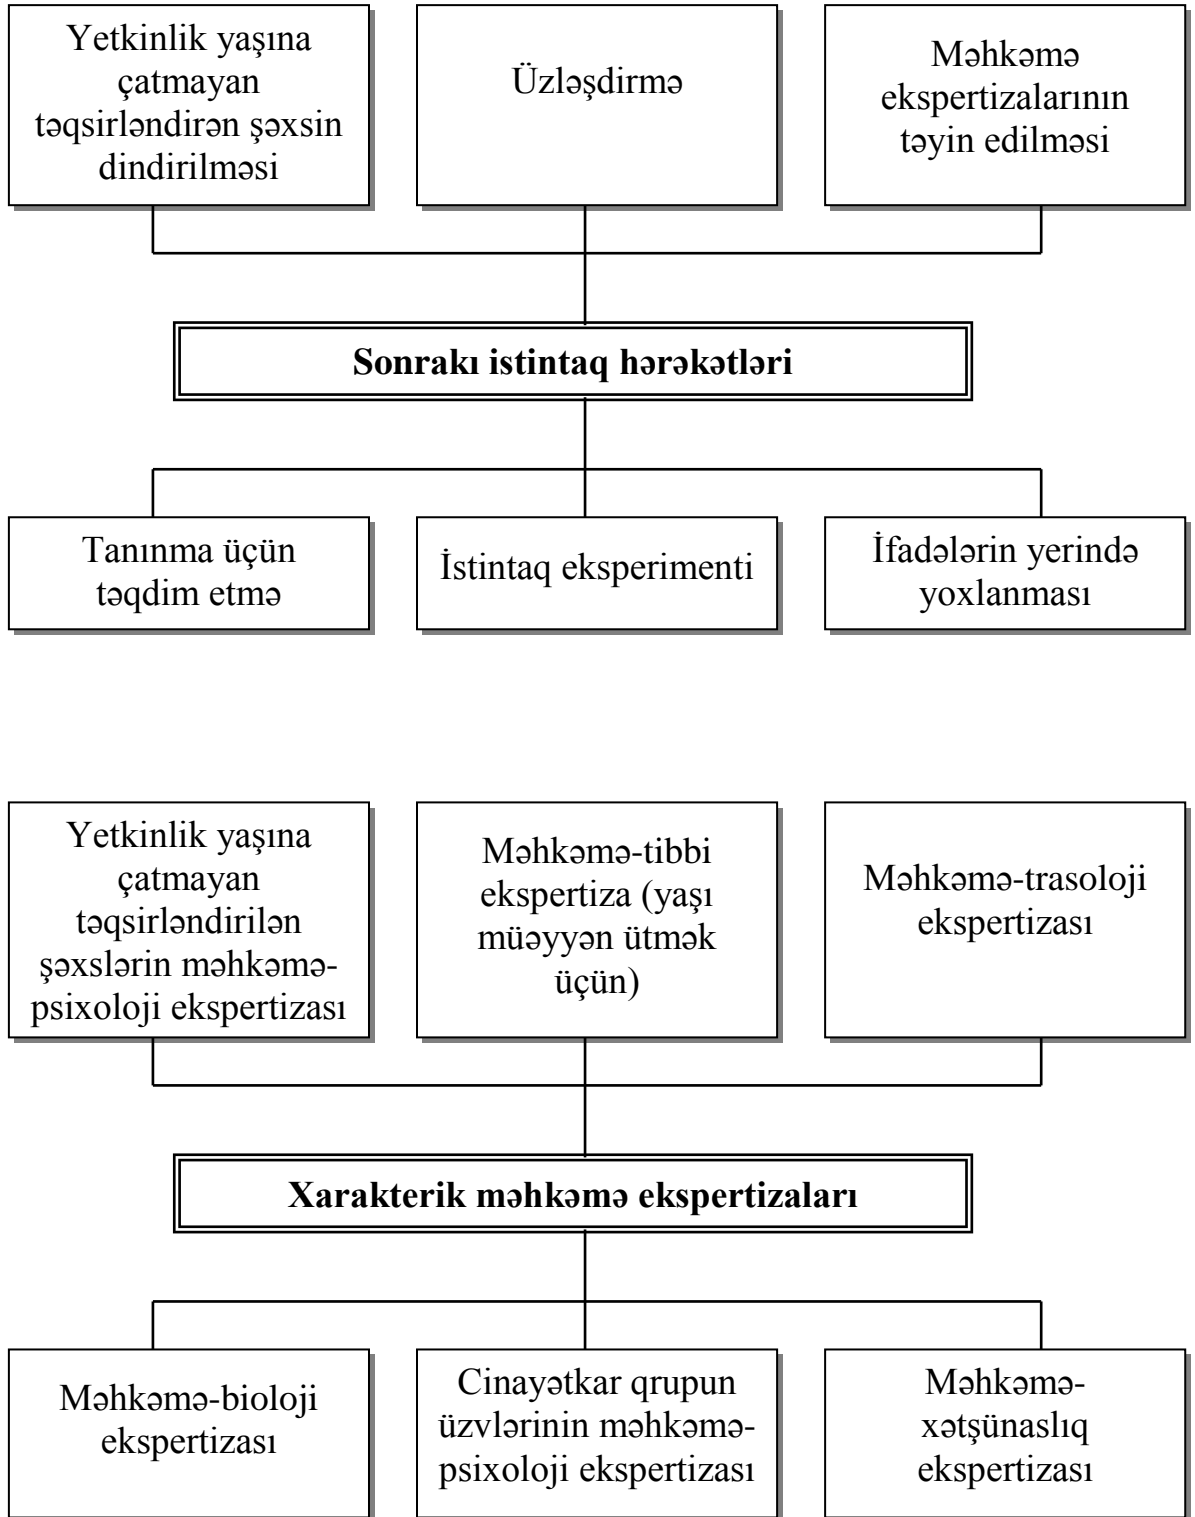 Yetkinlik yaşına
çatmayan
təqsirləndirən şəxsin
dindirilməsi
Üzləşdirmə
Məhkəmə
ekspertizalarının
təyin edilməsi
Sonrakı istintaq hərəkətləri
Tanınma üçün
təqdim etmə
İstintaq eksperimenti
İfadələrin yerində
yoxlanması
Yetkinlik yaşına
çatmayan
təqsirləndirilən
şəxslərin məhkəmə-
psixoloji ekspertizası
Məhkəmə-tibbi
ekspertiza (yaşı
müəyyən ütmək
üçün)
Məhkəmə-trasoloji
ekspertizası
Xarakterik məhkəmə ekspertizaları
Məhkəmə-bioloji
ekspertizası
Cinayətkar qrupun
üzvlərinin məhkəmə-
psixoloji ekspertizası
Məhkəmə-
xətşünaslıq
ekspertizası